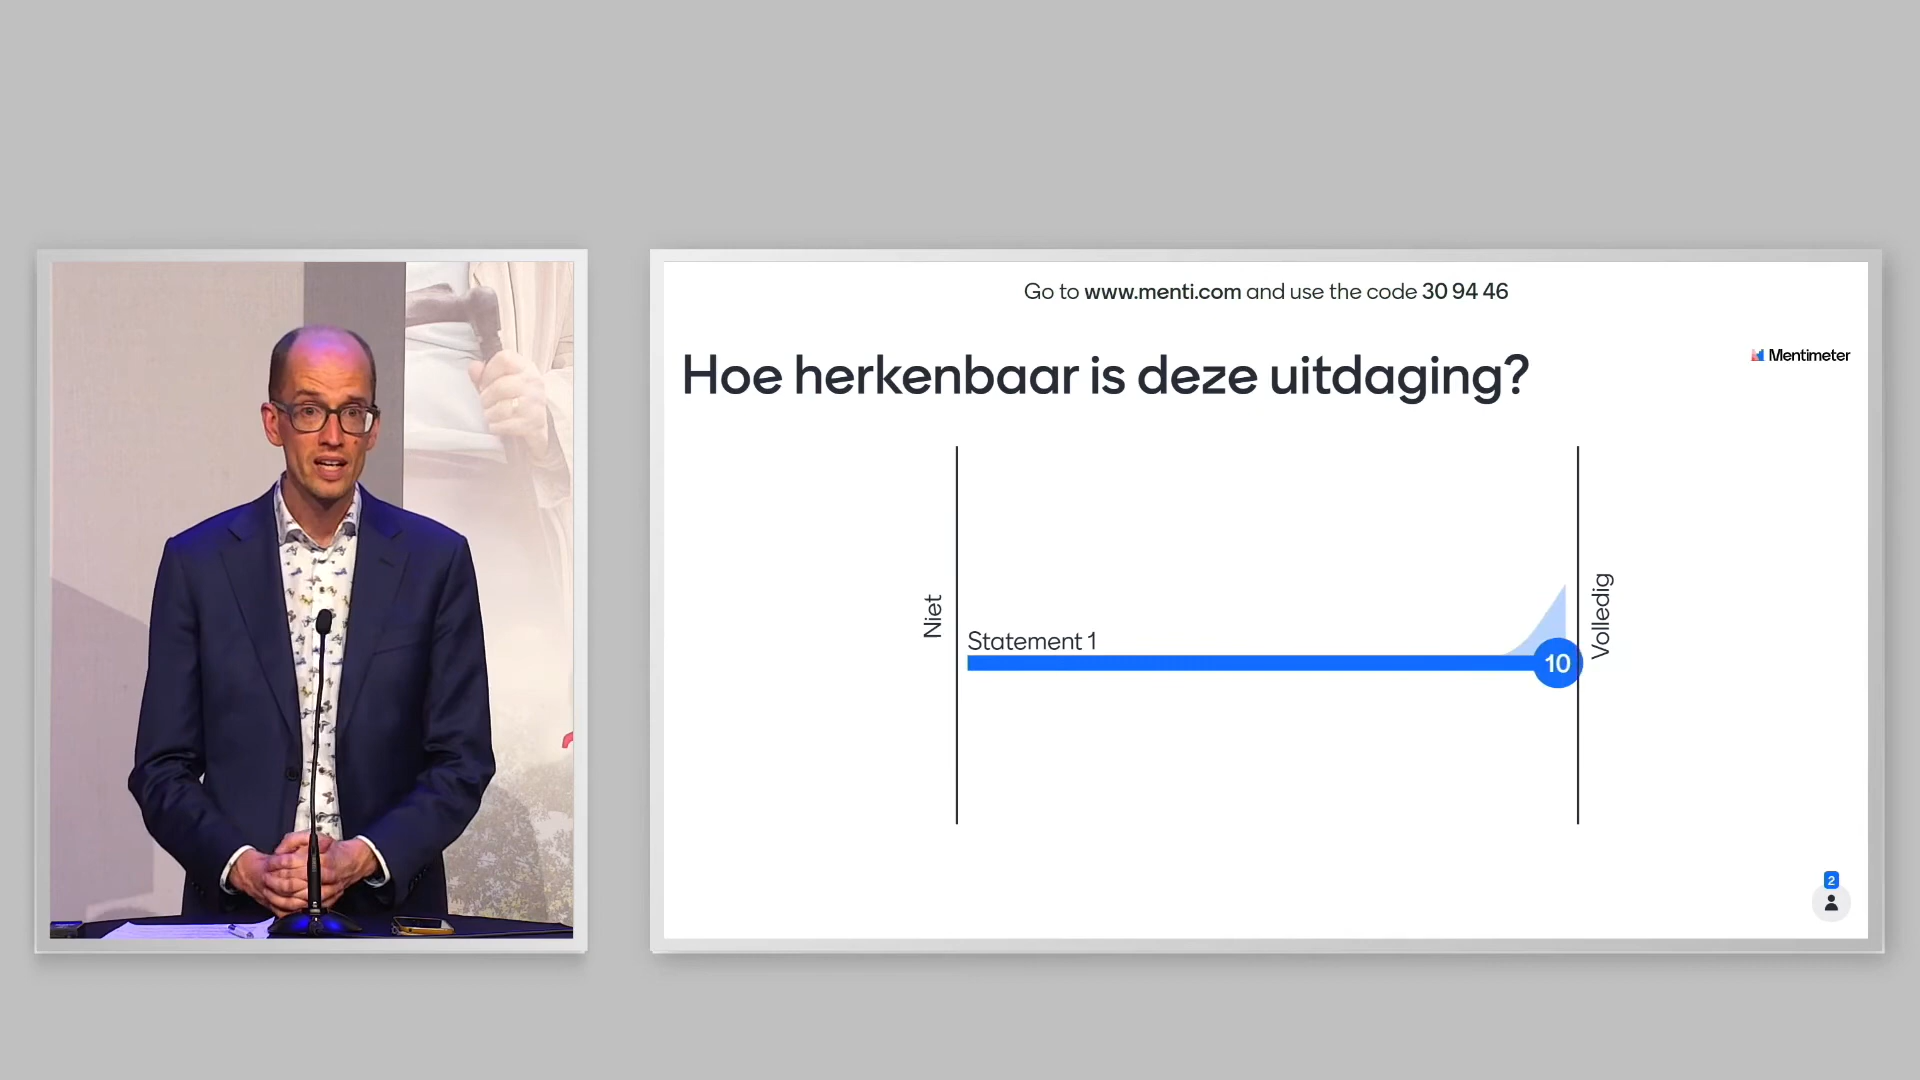 Go to www.menti.com and use the code 30 94 46
Hoe herkenbaar is deze uitdaging?
Mentimeter
Niet
Statement 1
10
Volledig
2